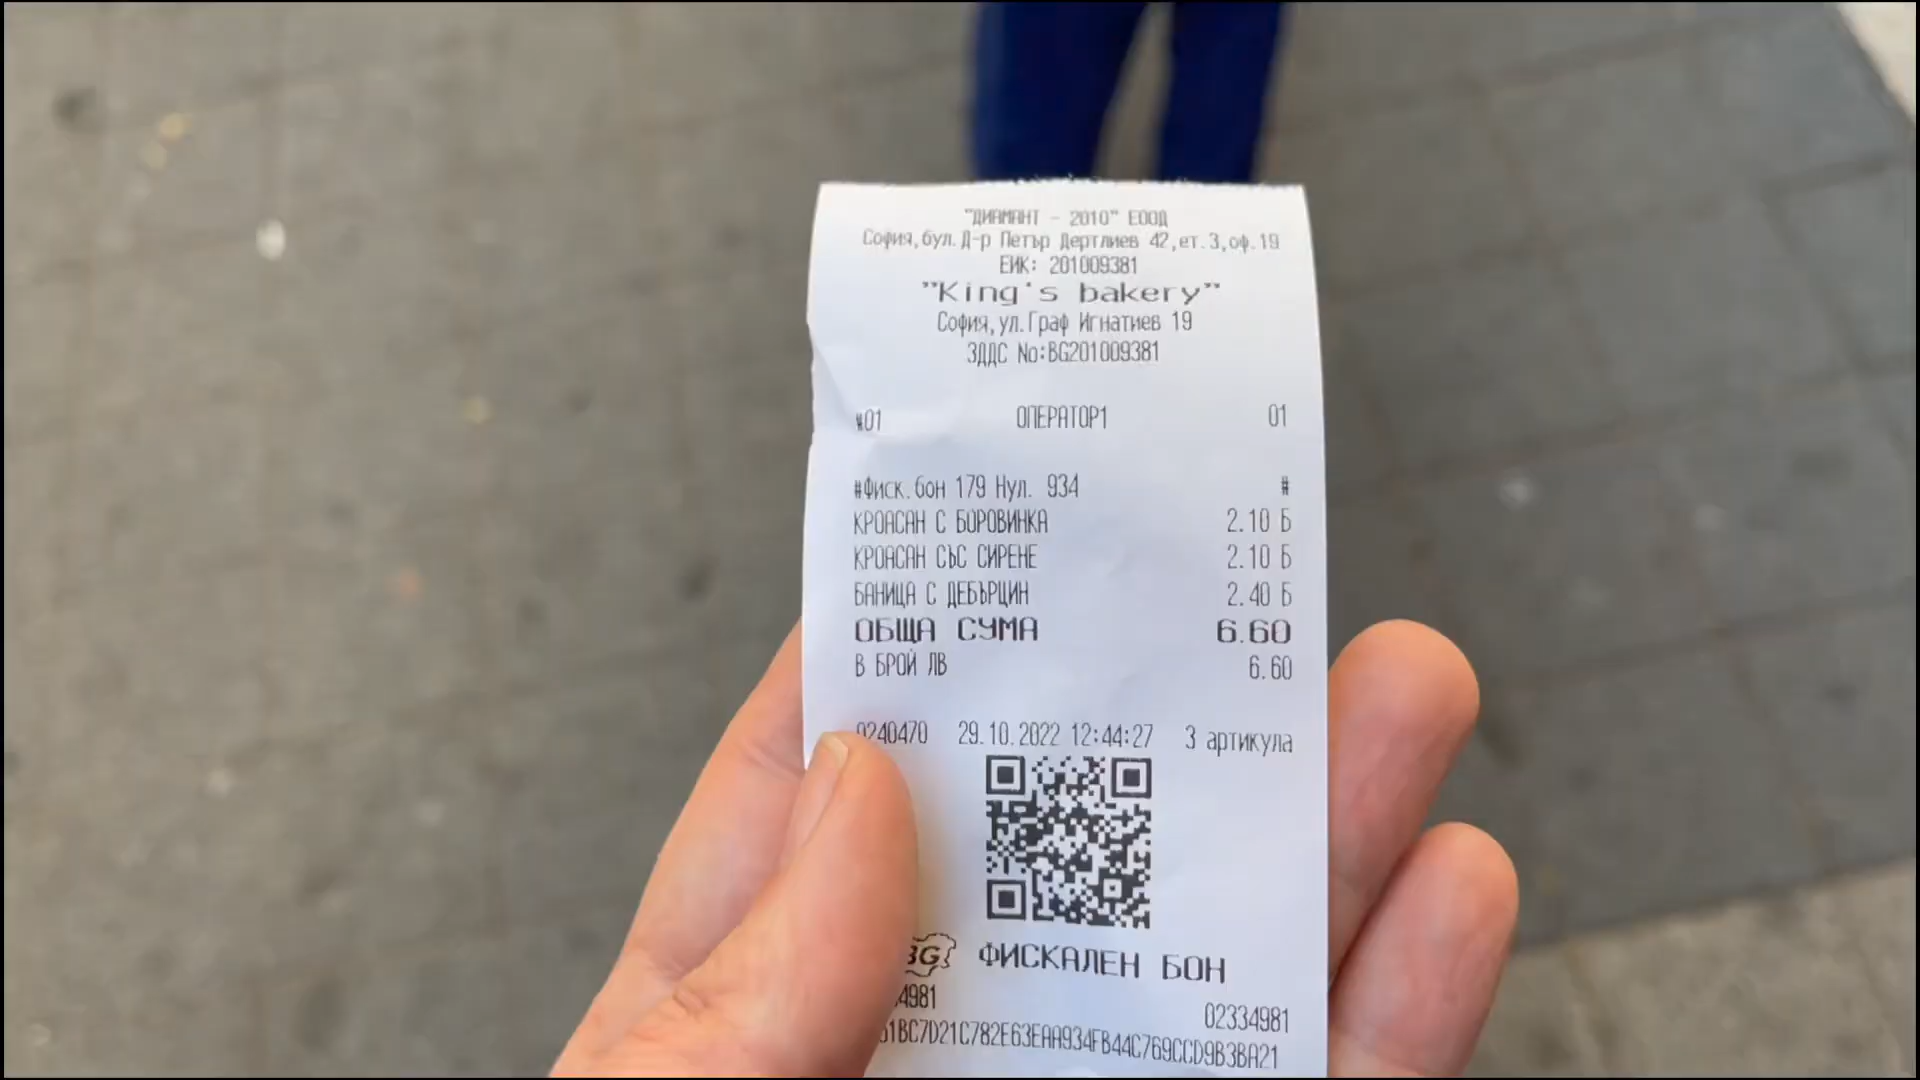 "ДИАМАНТ - 2010" ЕООД
София,бул.Д-р Петър Дертлиев 42,ет.3,оф.19
ЕИК: 201009381
"King's bakery"
София,ул.Граф Игнатиев 19
ЗДДС No:BG201009381
#01 ОПЕРАТОР1 01
#Фиск.бон 179 Нул. 934 #
КРОАСАН С БОРОВИНКА 2.10 Б
КРОАСАН СЪС СИРЕНЕ 2.10 Б
БАНИЦА С ДЕБЪРЦИН 2.40 Б
ОБЩА СУМА 6.60
В БРОЙ ЛВ 6.60
0240470 29.10.2022 12:44:27 3 артикула
BG ФИСКАЛЕН БОН
4981 02334981
51BC7D21C782E63EAA934FB44C769CCD9B3BA21